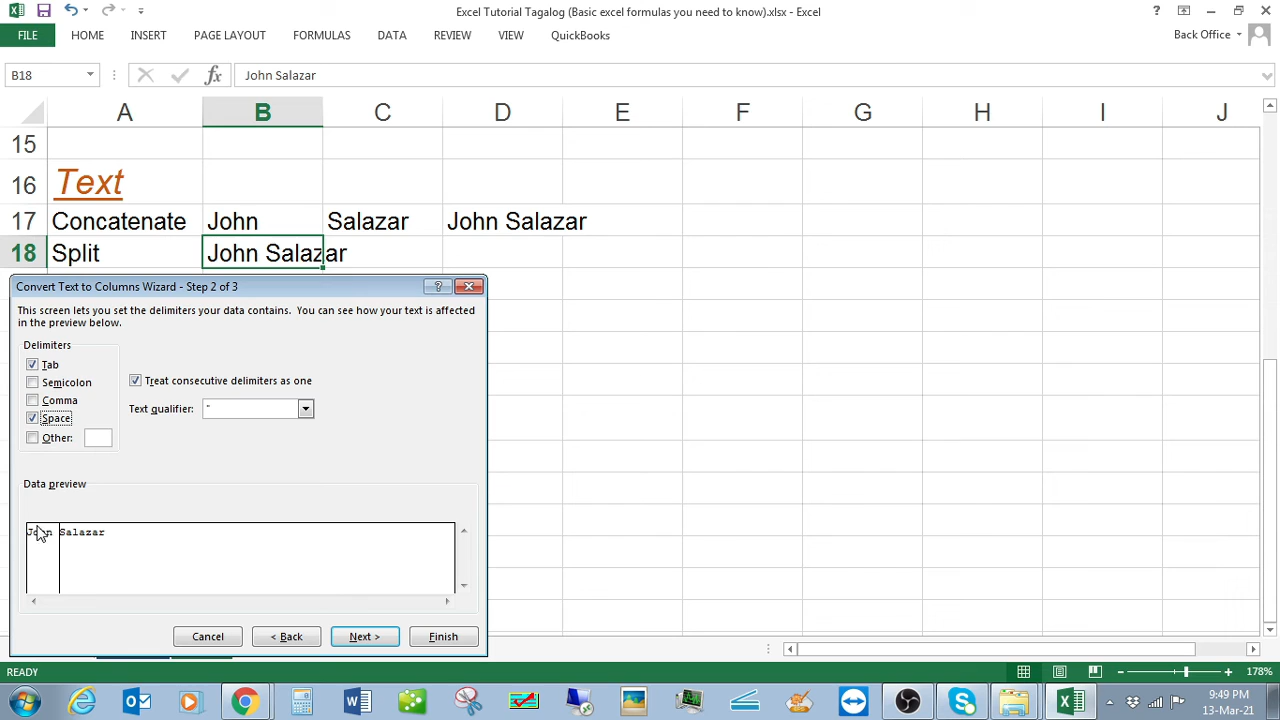 Excel Tutorial Tagalog (Basic excel formulas you need to know).xlsx - Excel
?
FILE HOME INSERT PAGE LAYOUT FORMULAS DATA REVIEW VIEW QuickBooks Back Office
B18 fx John Salazar
A B C D E F G H I J
15
16 Text
17 Concatenate John Salazar John Salazar
18 Split John Salazar
Convert Text to Columns Wizard - Step 2 of 3 ?
This screen lets you set the delimiters your data contains. You can see how your text is affected
in the preview below.
Delimiters
Tab
Semicolon
Comma
Space
Other:
Treat consecutive delimiters as one
Text qualifier: "
Data preview
John Salazar
Cancel < Back Next > Finish
READY 178%
9:49 PM
13-Mar-21